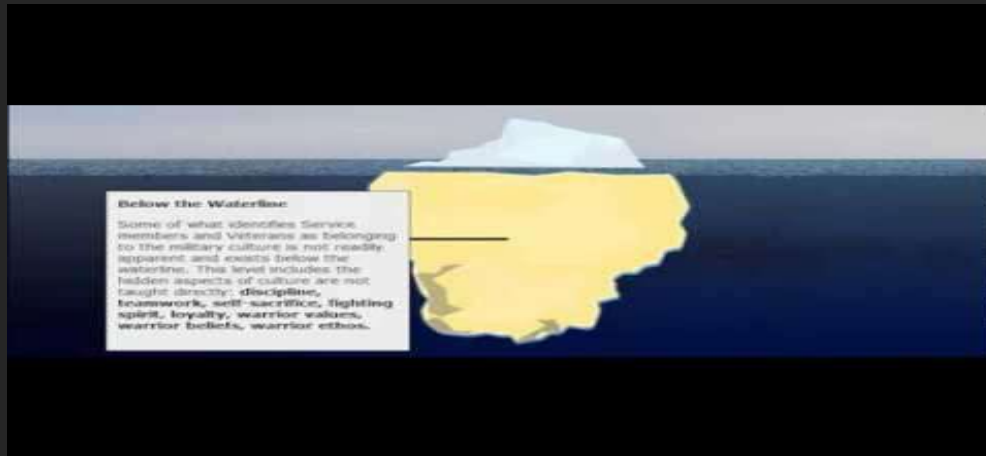 Below the Waterline
Some of what identifies Service
members and Veterans as belonging
to the military culture is not readily
apparent and exists below the
waterline. This level includes the
hidden aspects of culture are not
taught directly: discipline,
teamwork, self-sacrifice, fighting
spirit, loyalty, warrior values,
warrior beliefs, warrior ethos.